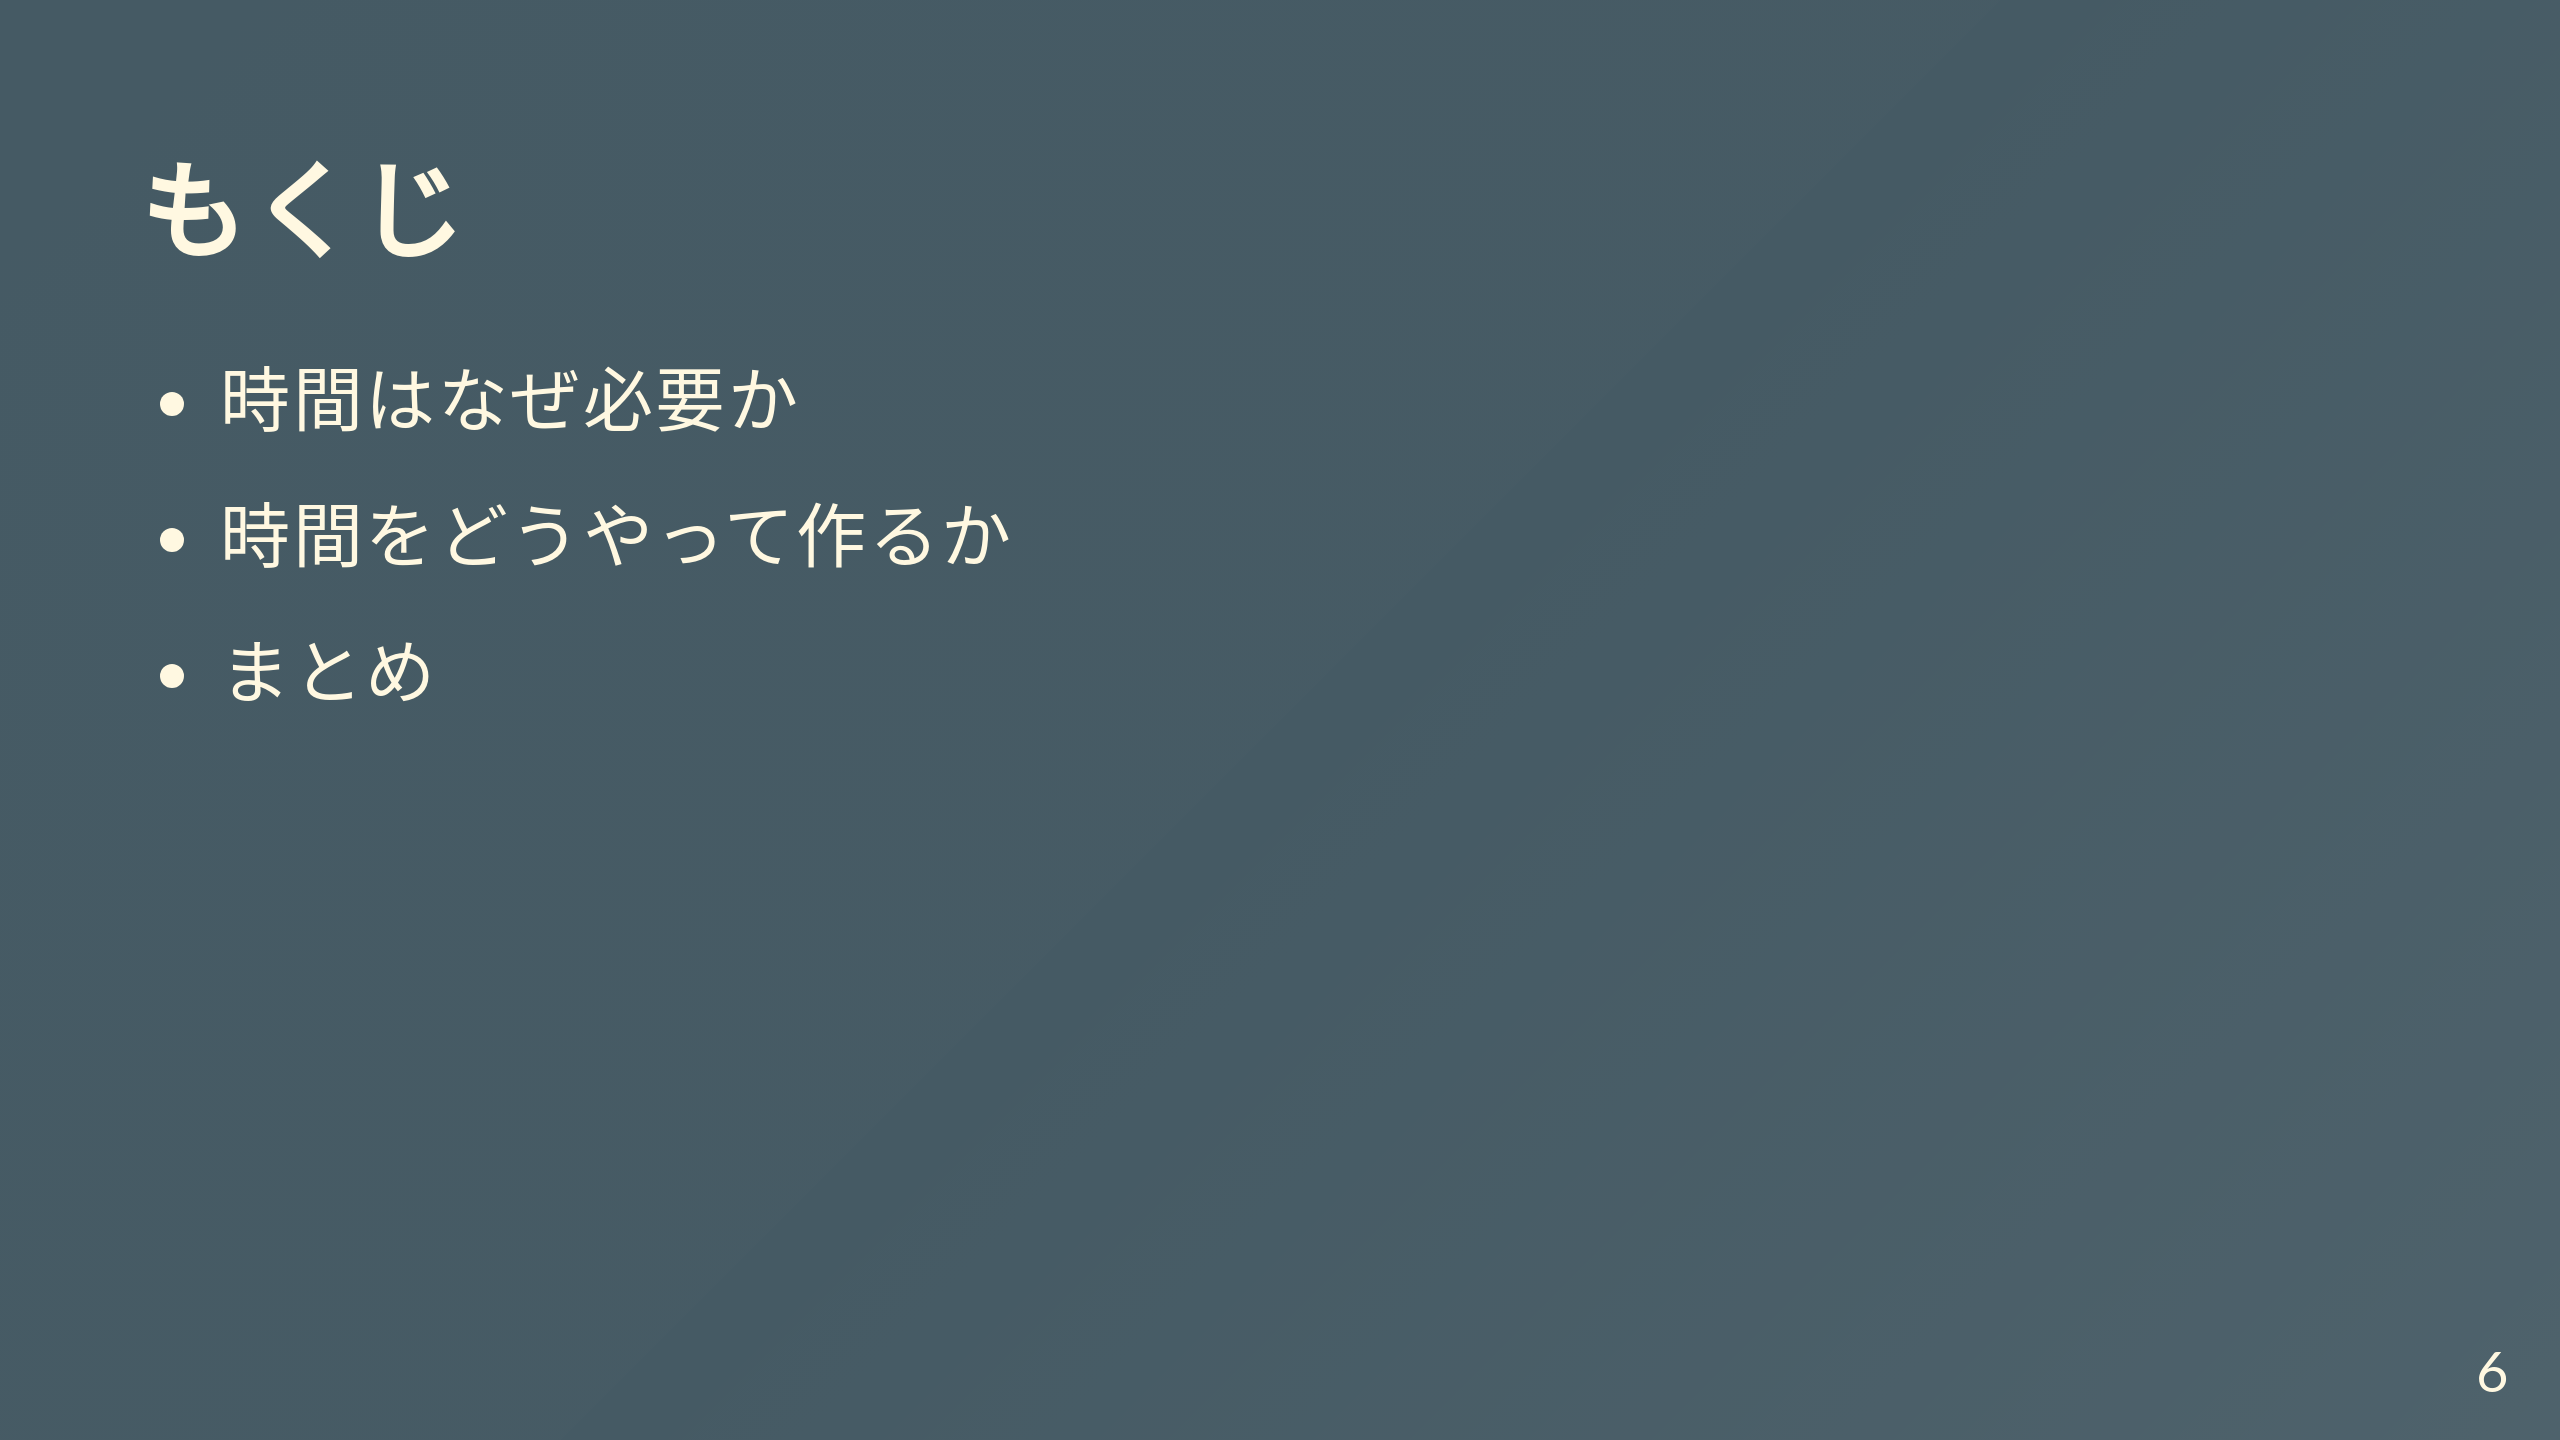 もくじ
• 時間はなぜ必要か
• 時間をどうやって作るか
• まとめ
6